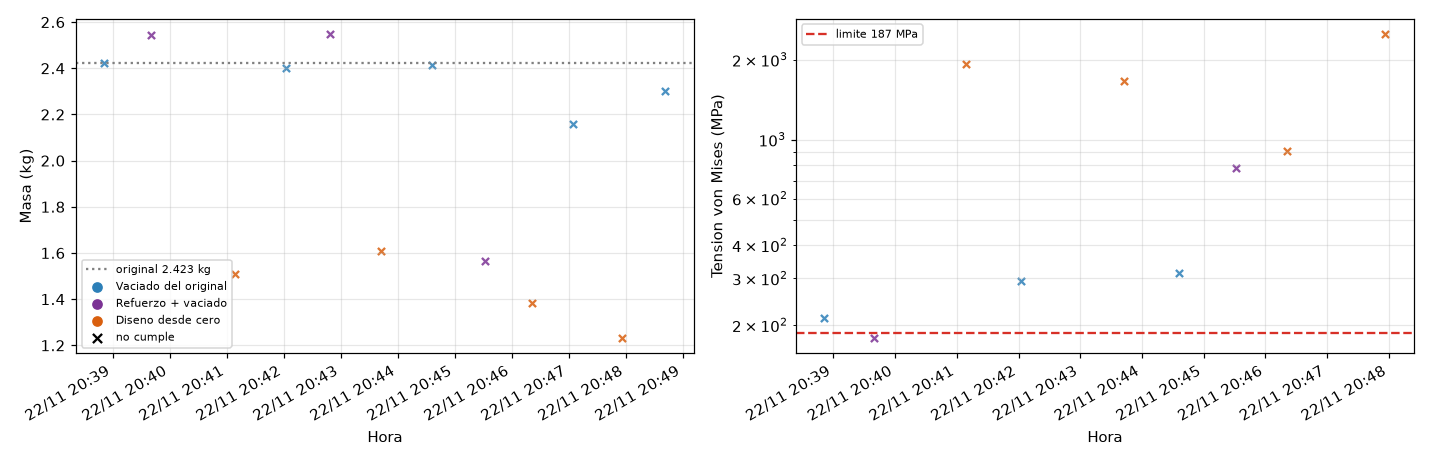 2.6
2.4
2.2
2.0
1.8
1.6
1.4
1.2
Masa (kg)
original 2.423 kg
Vaciado del original
Refuerzo + vaciado
Diseno desde cero
no cumple
22/11 20:39
22/11 20:40
22/11 20:41
22/11 20:42
22/11 20:43
22/11 20:44
22/11 20:45
22/11 20:46
22/11 20:47
22/11 20:48
22/11 20:49
Hora
limite 187 MPa
2 × 10³
10³
6 × 10²
4 × 10²
3 × 10²
2 × 10²
Tension von Mises (MPa)
22/11 20:39
22/11 20:40
22/11 20:41
22/11 20:42
22/11 20:43
22/11 20:44
22/11 20:45
22/11 20:46
22/11 20:47
22/11 20:48
Hora